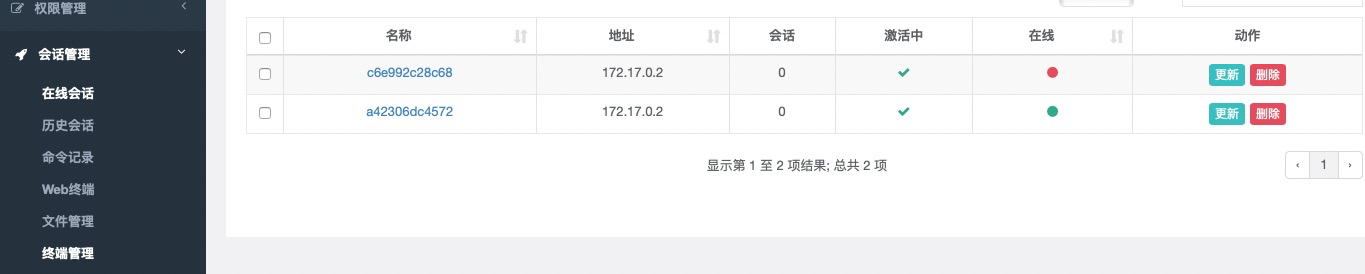 权限管理
会话管理
在线会话
历史会话
命令记录
Web终端
文件管理
终端管理
名称 地址 会话 激活中 在线 动作
c6e992c28c68 172.17.0.2 0 更新 删除
a42306dc4572 172.17.0.2 0 更新 删除
显示第 1 至 2 项结果; 总共 2 项
‹ 1 ›